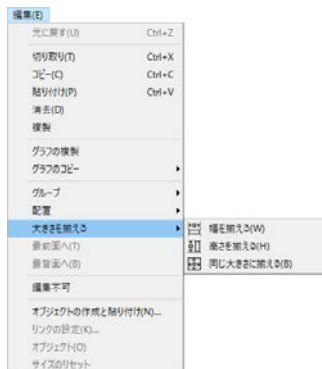 編集(E)
元に戻す(U) Ctrl+Z
切り取り(T) Ctrl+X
コピー(C) Ctrl+C
貼り付け(P) Ctrl+V
消去(D)
複製
グラフの複製
グラフのコピー
グループ
配置
大きさを揃える
幅を揃える(W)
最前面へ(T)
高さを揃える(H)
最背面へ(B)
同じ大きさに揃える(B)
編集不可
オブジェクトの作成と貼り付け(N)...
リンクの設定(K)...
オブジェクト(O)
サイズのリセット